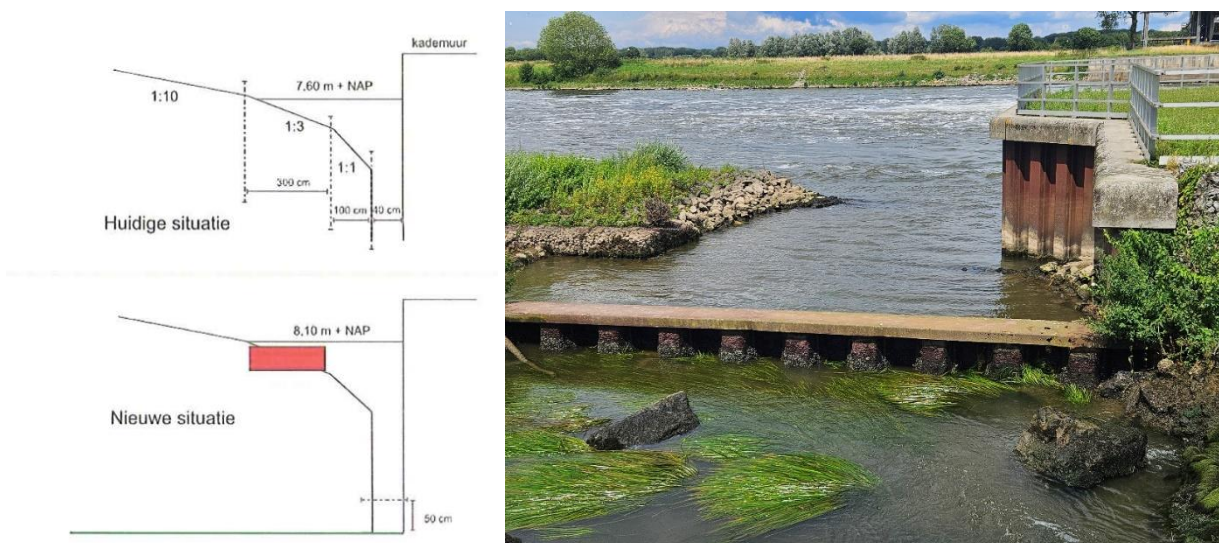 kademuur
7,60 m + NAP
1:10
1:3
1:1
300 cm
100 cm
40 cm
Huidige situatie
8,10 m + NAP
Nieuwe situatie
50 cm